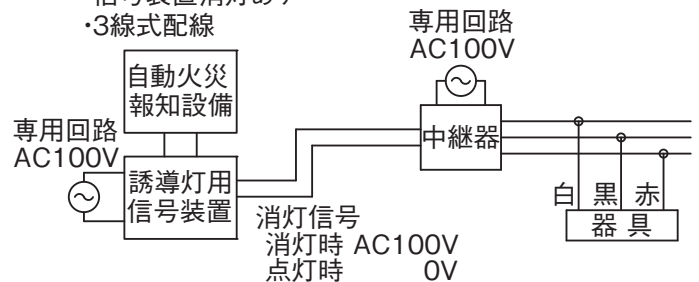 ・3線式配線
自動火災
報知設備
専用回路
AC100V
誘導灯用
信号装置
消灯信号
消灯時 AC100V
点灯時 0V
専用回路
AC100V
中継器
白 黒 赤
器具